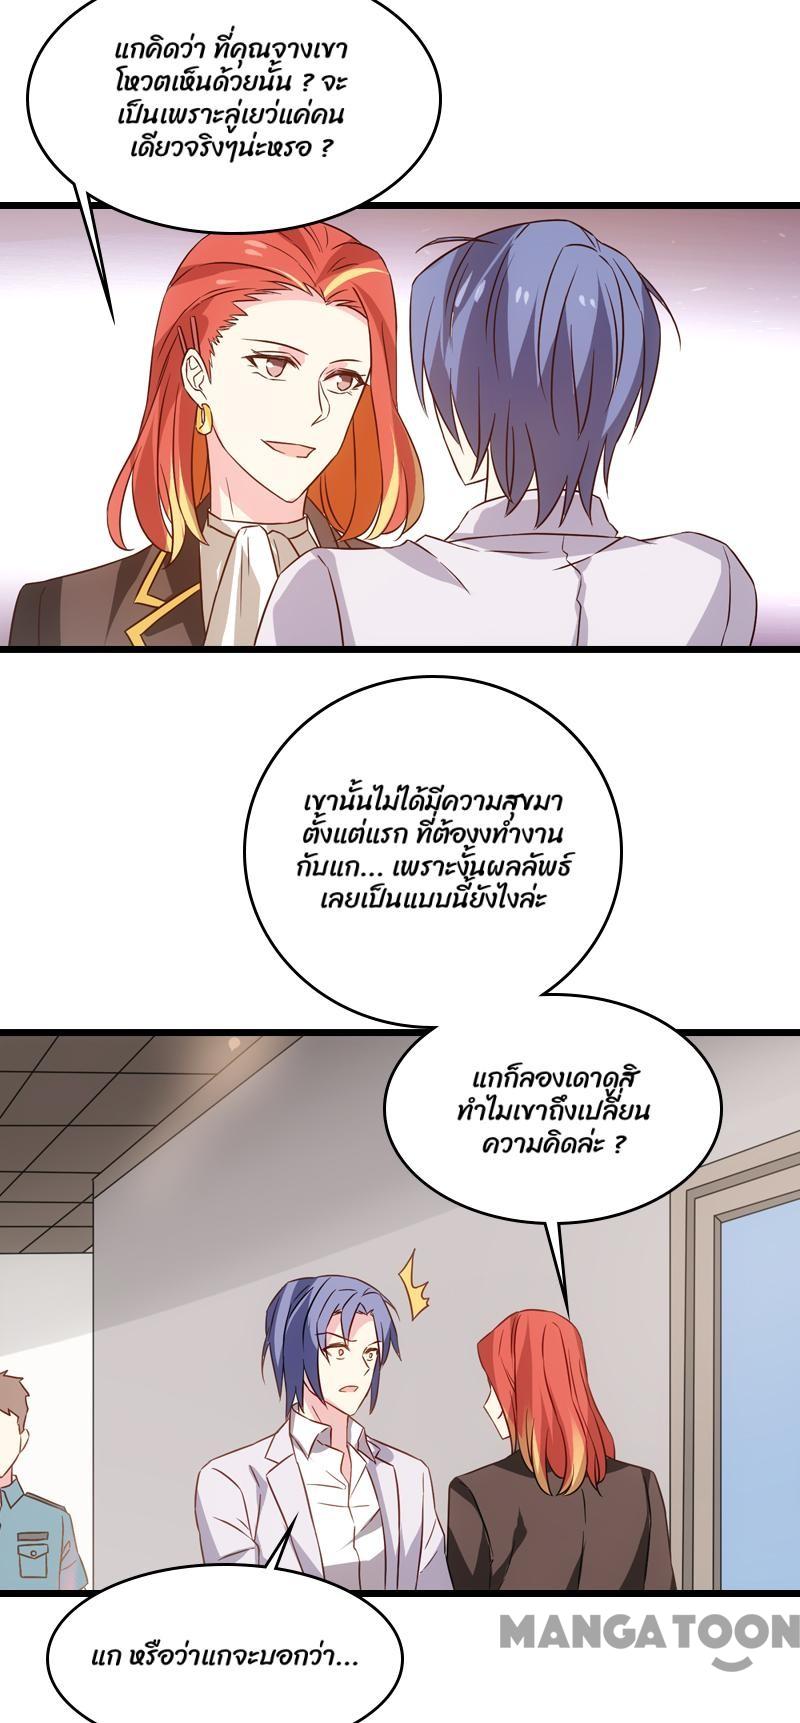 แกคิดว่า ที่คุณจางเขา
โหวตเห็นด้วยนั้น ? จะ
เป็นเพราะลู่เยว่แค่คน
เดียวจริงๆน่ะหรอ ?
เขานั้นไม่ได้มีความสุขมา
ตั้งแต่แรก ที่ต้องงทำงาน
กับแก... เพราะงั้นผลลัพธ์
เลยเป็นแบบนี้ยังไงล่ะ
แกก็ลองเดาดูสิ
ทำไมเขาถึงเปลี่ยน
ความคิดล่ะ ?
แก หรือว่าแกจะบอกว่า...
MANGATOON